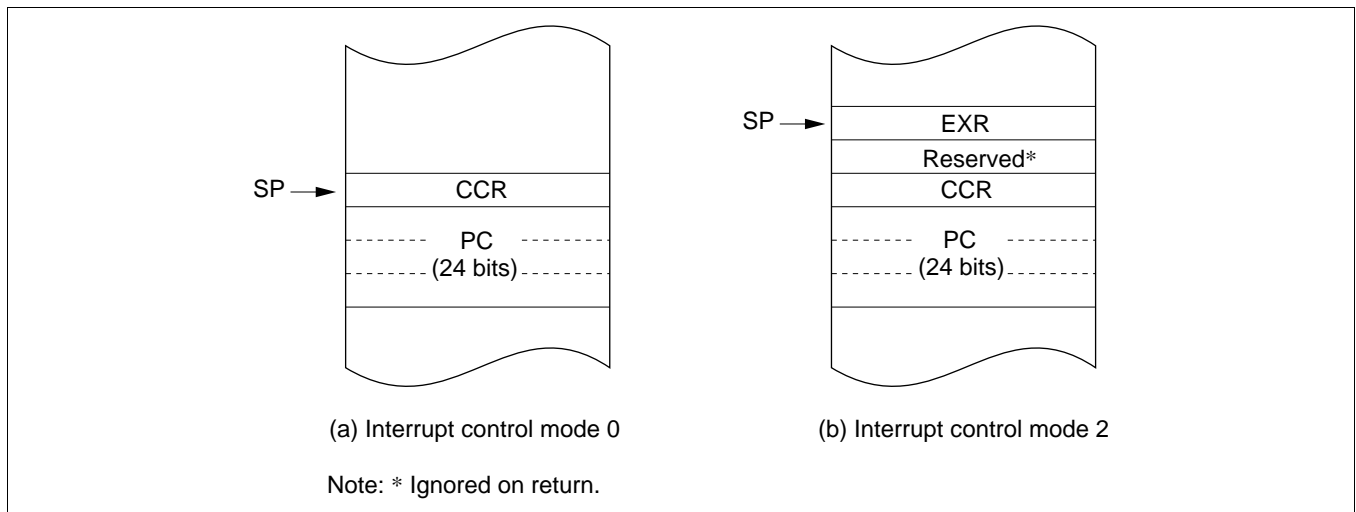 SP
CCR
PC
(24 bits)
(a) Interrupt control mode 0
SP
EXR
Reserved*
CCR
PC
(24 bits)
(b) Interrupt control mode 2
Note: * Ignored on return.